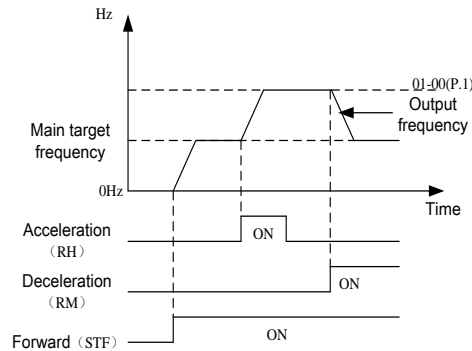 Hz
01-00(P.1)
Output
frequency
Main target
frequency
0Hz
Time
Acceleration
（RH）
ON
Deceleration
（RM）
ON
Forward（STF）
ON